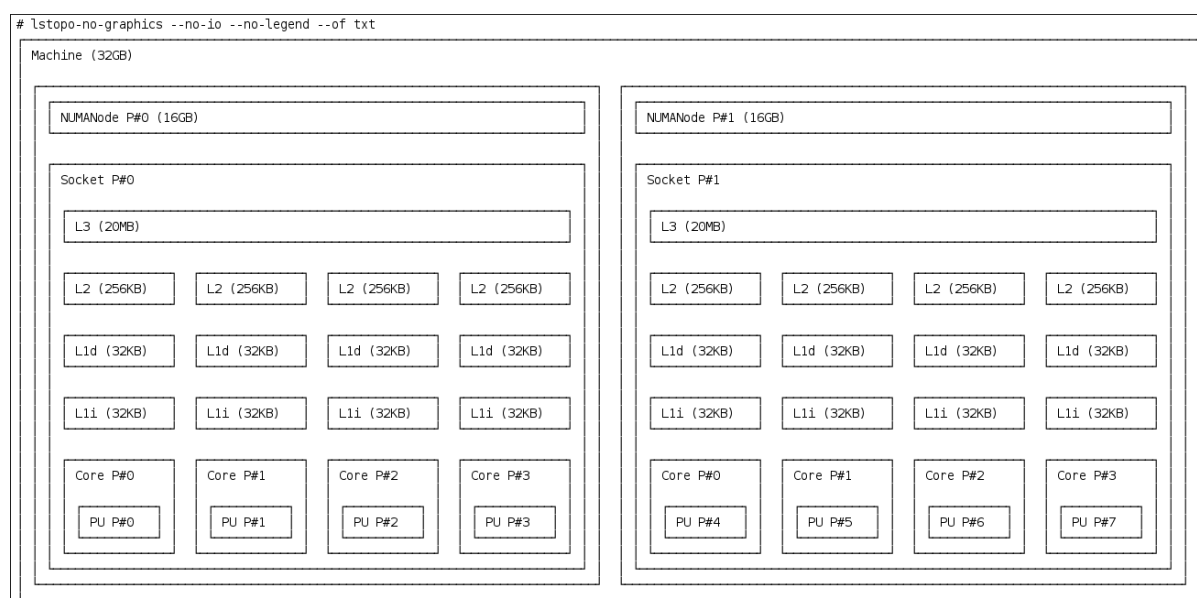 # lstopo-no-graphics --no-io --no-legend --of txt
Machine (32GB)
NUMANode P#0 (16GB) NUMANode P#1 (16GB)
Socket P#0 Socket P#1
L3 (20MB) L3 (20MB)
L2 (256KB) L2 (256KB) L2 (256KB) L2 (256KB) L2 (256KB) L2 (256KB) L2 (256KB) L2 (256KB)
L1d (32KB) L1d (32KB) L1d (32KB) L1d (32KB) L1d (32KB) L1d (32KB) L1d (32KB) L1d (32KB)
L1i (32KB) L1i (32KB) L1i (32KB) L1i (32KB) L1i (32KB) L1i (32KB) L1i (32KB) L1i (32KB)
Core P#0 Core P#1 Core P#2 Core P#3 Core P#0 Core P#1 Core P#2 Core P#3
PU P#0 PU P#1 PU P#2 PU P#3 PU P#4 PU P#5 PU P#6 PU P#7